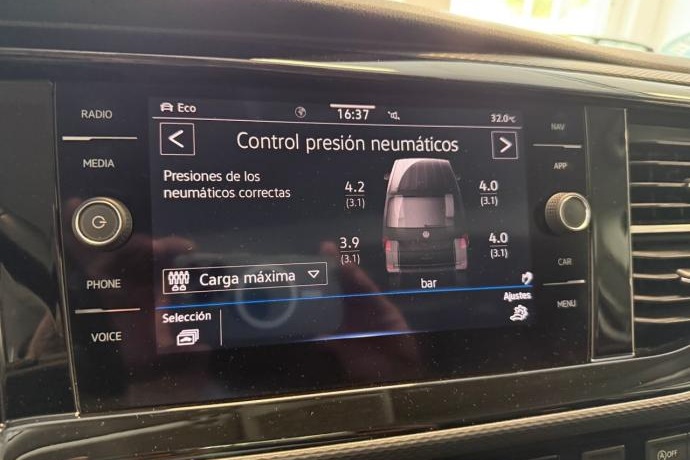 RADIO
MEDIA
PHONE
VOICE
Eco
16:37
32.0°C
Control presión neumáticos
Presiones de los
neumáticos correctas
4.2
(3.1)
4.0
(3.1)
3.9
(3.1)
4.0
(3.1)
Carga máxima
bar
Selección
Ajustes
NAV
APP
CAR
MENU
OFF